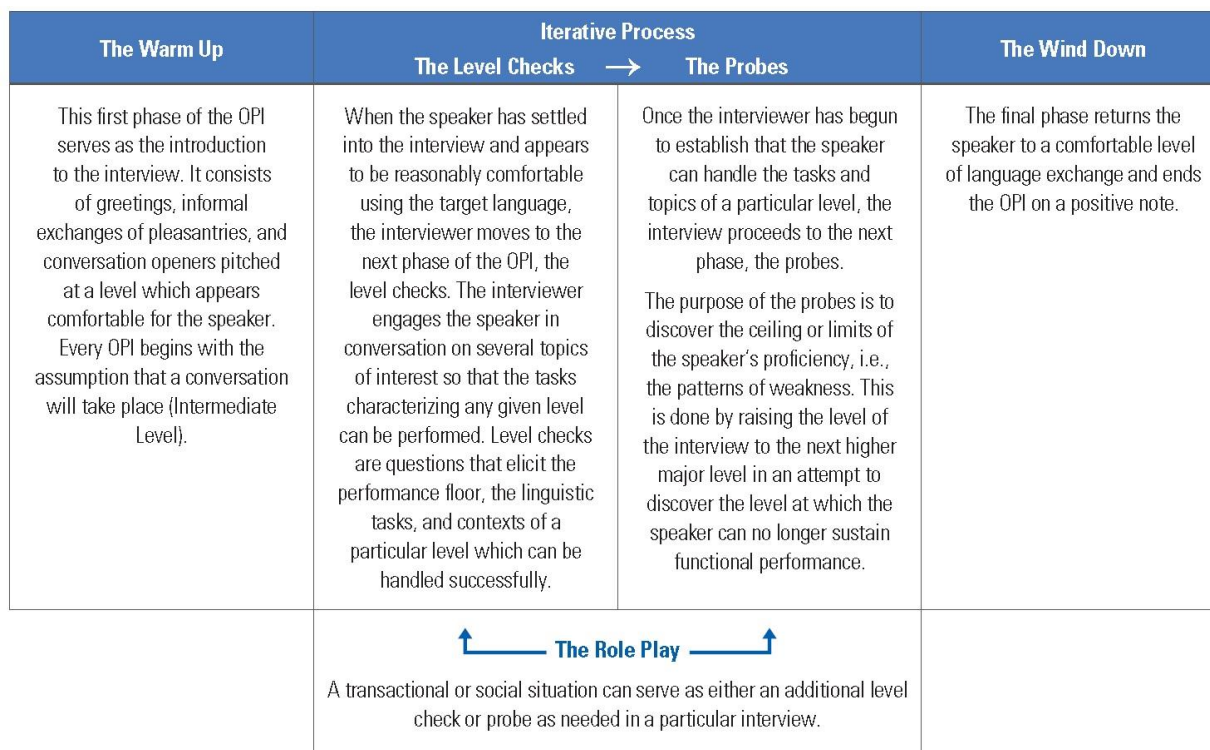 The Warm Up
Iterative Process
The Level Checks → The Probes
The Wind Down
This first phase of the OPI
serves as the introduction
to the interview. It consists
of greetings, informal
exchanges of pleasantries, and
conversation openers pitched
at a level which appears
comfortable for the speaker.
Every OPI begins with the
assumption that a conversation
will take place (Intermediate
Level).
When the speaker has settled
into the interview and appears
to be reasonably comfortable
using the target language,
the interviewer moves to the
next phase of the OPI, the
level checks. The interviewer
engages the speaker in
conversation on several topics
of interest so that the tasks
characterizing any given level
can be performed. Level checks
are questions that elicit the
performance floor, the linguistic
tasks, and contexts of a
particular level which can be
handled successfully.
Once the interviewer has begun
to establish that the speaker
can handle the tasks and
topics of a particular level, the
interview proceeds to the next
phase, the probes.
The purpose of the probes is to
discover the ceiling or limits of
the speaker's proficiency, i.e.,
the patterns of weakness. This
is done by raising the level of
the interview to the next higher
major level in an attempt to
discover the level at which the
speaker can no longer sustain
functional performance.
The final phase returns the
speaker to a comfortable level
of language exchange and ends
the OPI on a positive note.
The Role Play
A transactional or social situation can serve as either an additional level
check or probe as needed in a particular interview.